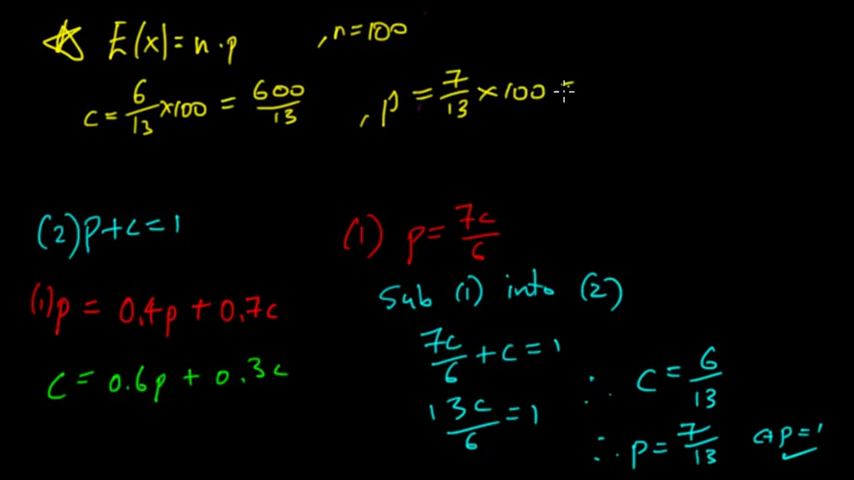 E(x) = n·p , n=100
c = 6/13 ×100 = 600/13 , p = 7/13 × 100 =
(2) p+c=1
(1) p = 0.4p + 0.7c
c = 0.6p + 0.3c
(1) p = 7c/6
Sub (1) into (2)
7c/6 + c = 1
13c/6 = 1
∴ c = 6/13
∴ p = 7/13 c+p=1 ✓